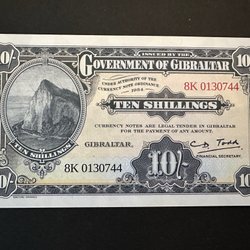 10/-
ISSUED BY THE
10/-
GOVERNMENT OF GIBRALTAR
UNDER AUTHORITY OF THE
CURRENCY NOTE ORDINANCE
1934
8K 0130744
TEN SHILLINGS
CURRENCY NOTES ARE LEGAL TENDER IN GIBRALTAR
FOR THE PAYMENT OF ANY AMOUNT.
TEN SHILLINGS
GIBRALTAR,
8K 0130744
10/-
C D Todd
FINANCIAL SECRETARY.
10/-
10/-